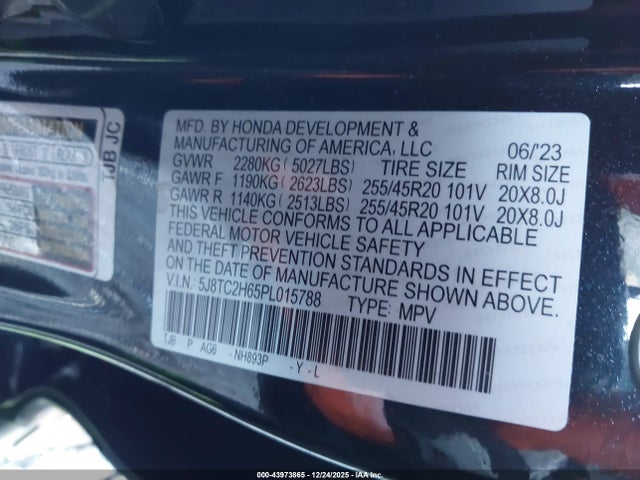 TJB JC
MFD. BY HONDA DEVELOPMENT &
MANUFACTURING OF AMERICA, LLC 06/'23
GVWR 2280KG( 5027LBS) TIRE SIZE RIM SIZE
GAWR F 1190KG( 2623LBS) 255/45R20 101V 20X8.0J
GAWR R 1140KG( 2513LBS) 255/45R20 101V 20X8.0J
THIS VEHICLE CONFORMS TO ALL APPLICABLE
FEDERAL MOTOR VEHICLE SAFETY
AND THEFT PREVENTION STANDARDS IN EFFECT
ON THE DATE OF MANUFACTURE SHOWN ABOVE.
V.I.N.: 5J8TC2H65PL015788 TYPE: MPV
TJB P AG6 -NH893P -Y-L
000-43973865 - 12/24/2025 - IAA Inc.